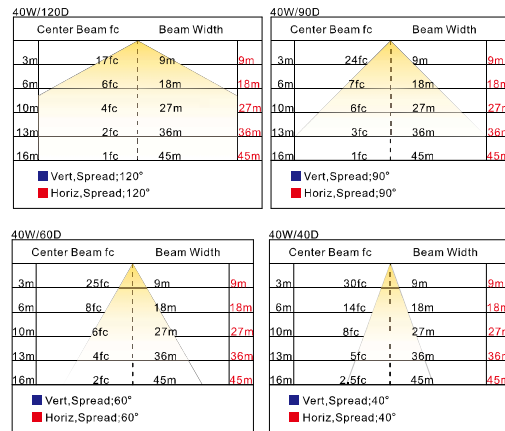 40W/120D
Center Beam fc Beam Width
3m 17fc 9m 9m
6m 6fc 18m 18m
10m 4fc 27m 27m
13m 2fc 36m 36m
16m 1fc 45m 45m
Vert,Spread;120°
Horiz,Spread;120°
40W/90D
Center Beam fc Beam Width
3m 24fc 9m 9m
6m 7fc 18m 18m
10m 6fc 27m 27m
13m 3fc 36m 36m
16m 1fc 45m 45m
Vert,Spread;90°
Horiz,Spread;90°
40W/60D
Center Beam fc Beam Width
3m 25fc 9m 9m
6m 8fc 18m 18m
10m 6fc 27m 27m
13m 4fc 36m 36m
16m 2fc 45m 45m
Vert,Spread;60°
Horiz,Spread;60°
40W/40D
Center Beam fc Beam Width
3m 30fc 9m 9m
6m 14fc 18m 18m
10m 8fc 27m 27m
13m 5fc 36m 36m
16m 2.5fc 45m 45m
Vert,Spread;40°
Horiz,Spread;40°